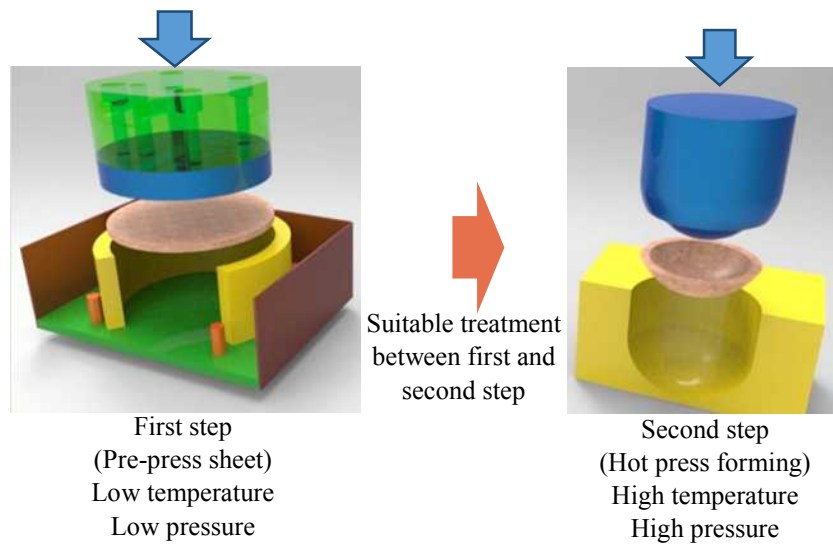 Suitable treatment
between first and
second step
First step
(Pre-press sheet)
Low temperature
Low pressure
Second step
(Hot press forming)
High temperature
High pressure